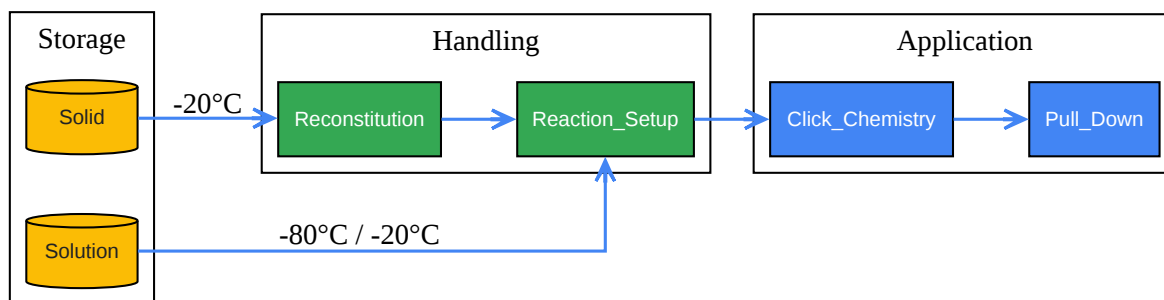 Storage
Handling
Application
Solid
-20°C
Reconstitution
Reaction_Setup
Click_Chemistry
Pull_Down
Solution
-80°C / -20°C